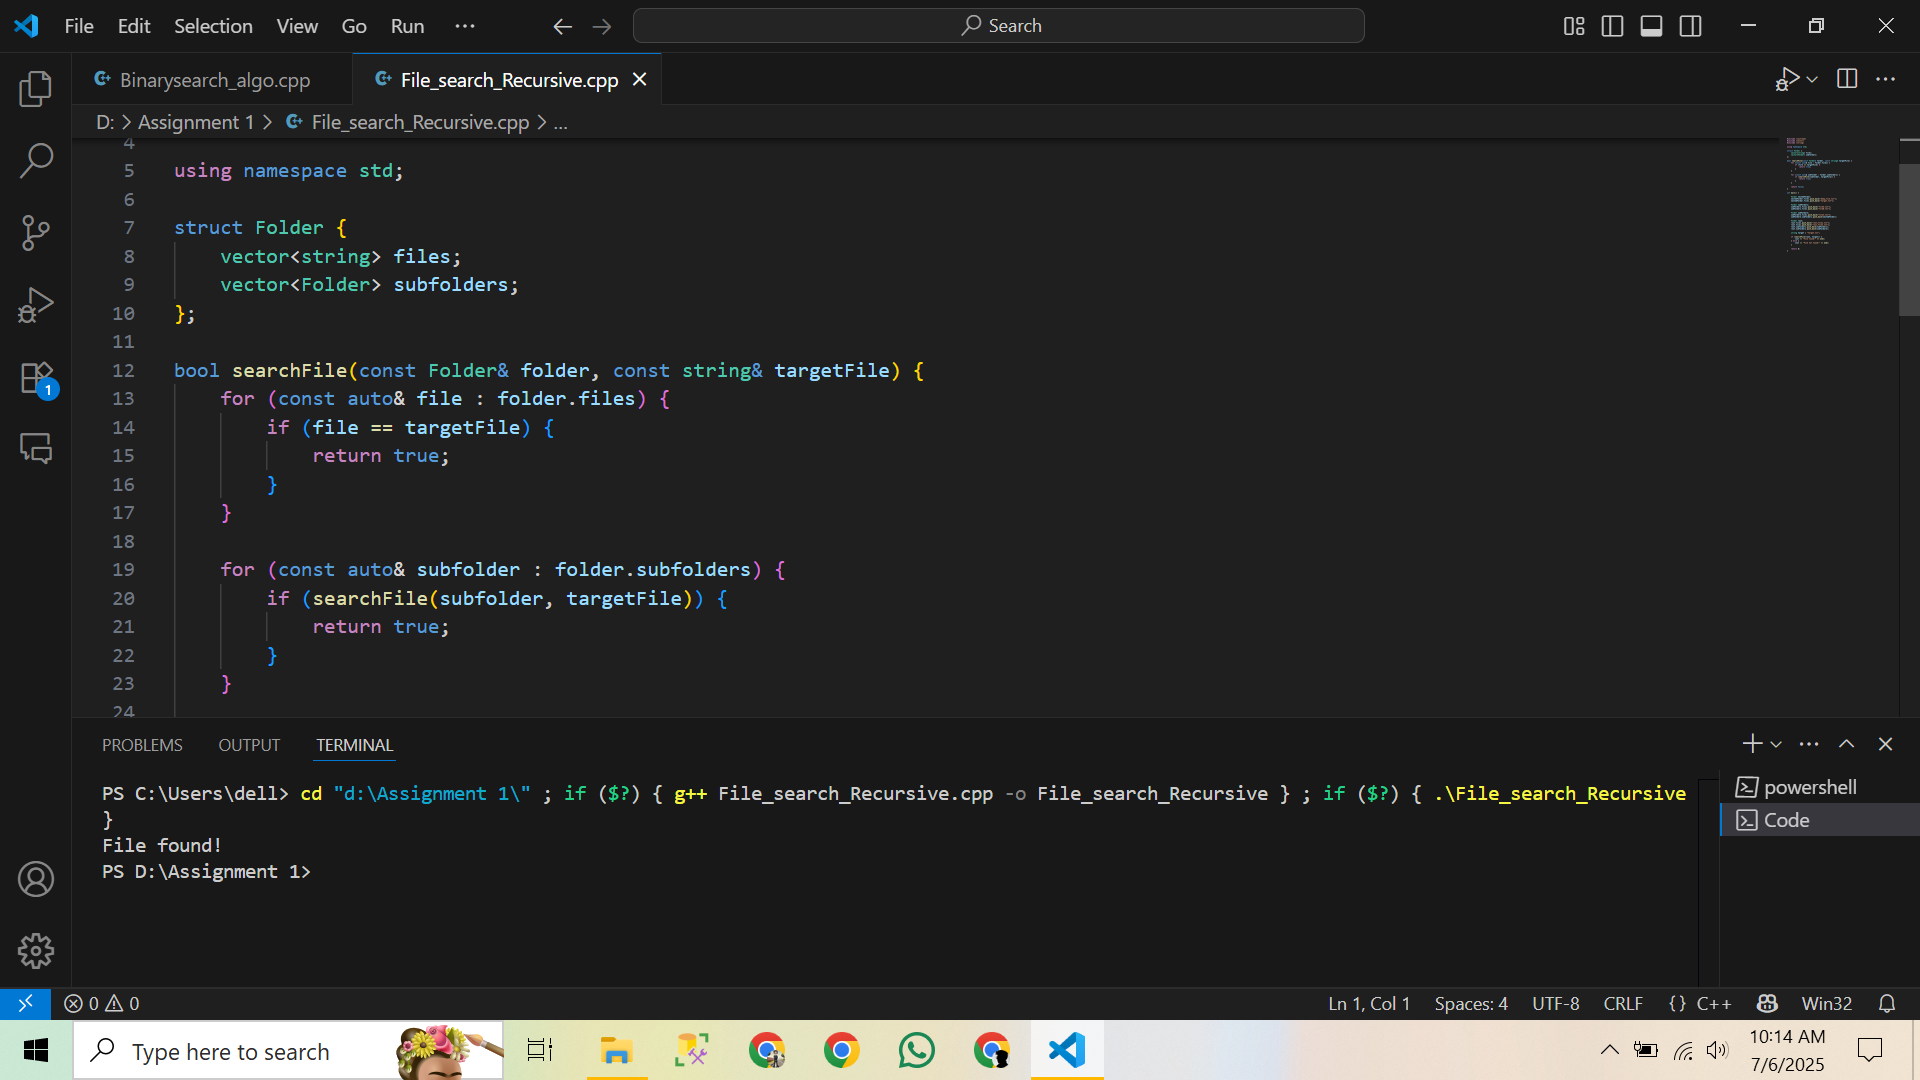 File Edit Selection View Go Run ···
Search
Binarysearch_algo.cpp
File_search_Recursive.cpp
D: > Assignment 1 > File_search_Recursive.cpp > ...
4
5 using namespace std;
6
7 struct Folder {
8 vector<string> files;
9 vector<Folder> subfolders;
10 };
11
12 bool searchFile(const Folder& folder, const string& targetFile) {
13 for (const auto& file : folder.files) {
14 if (file == targetFile) {
15 return true;
16 }
17 }
18
19 for (const auto& subfolder : folder.subfolders) {
20 if (searchFile(subfolder, targetFile)) {
21 return true;
22 }
23 }
24
1
PROBLEMS OUTPUT TERMINAL
PS C:\Users\dell> cd "d:\Assignment 1\" ; if ($?) { g++ File_search_Recursive.cpp -o File_search_Recursive } ; if ($?) { .\File_search_Recursive
}
File found!
PS D:\Assignment 1>
powershell
Code
0 0
Ln 1, Col 1 Spaces: 4 UTF-8 CRLF {} C++ Win32
Type here to search
10:14 AM
7/6/2025